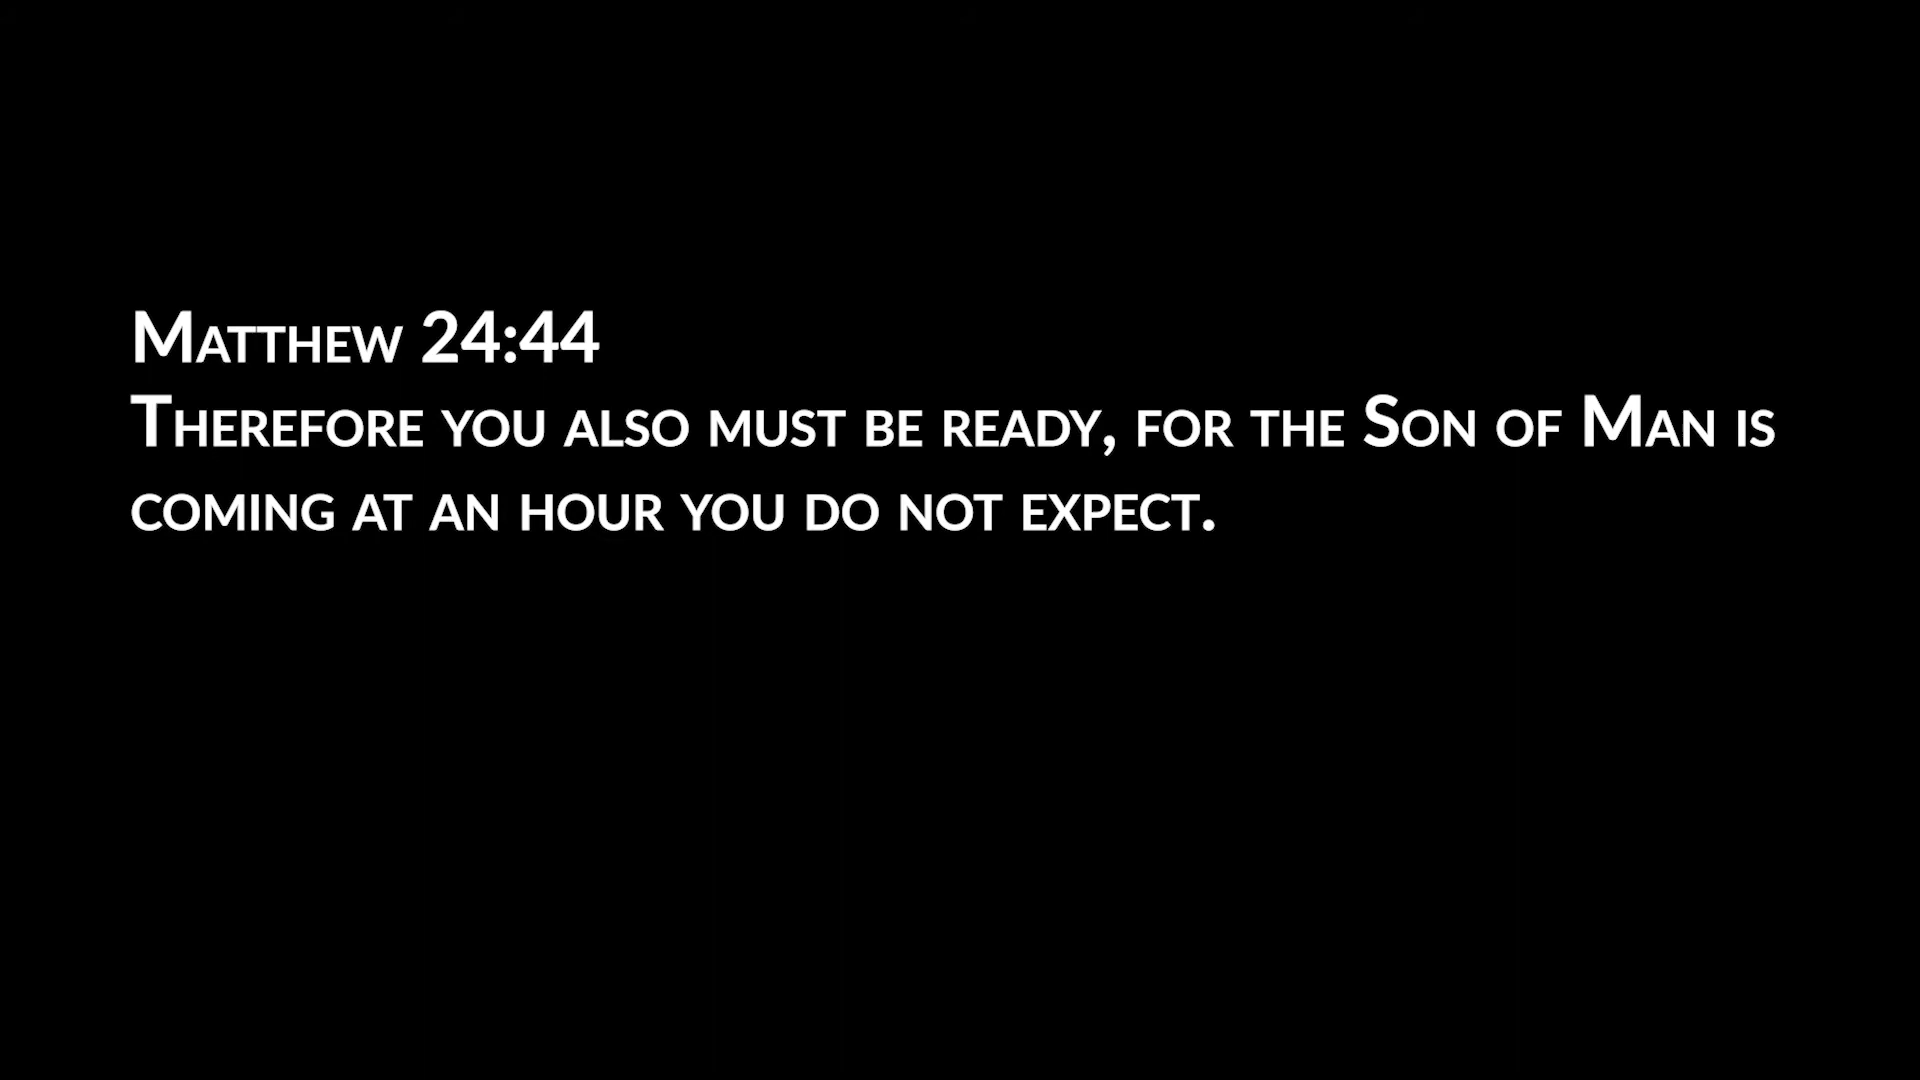 Matthew 24:44
Therefore you also must be ready, for the Son of Man is
coming at an hour you do not expect.